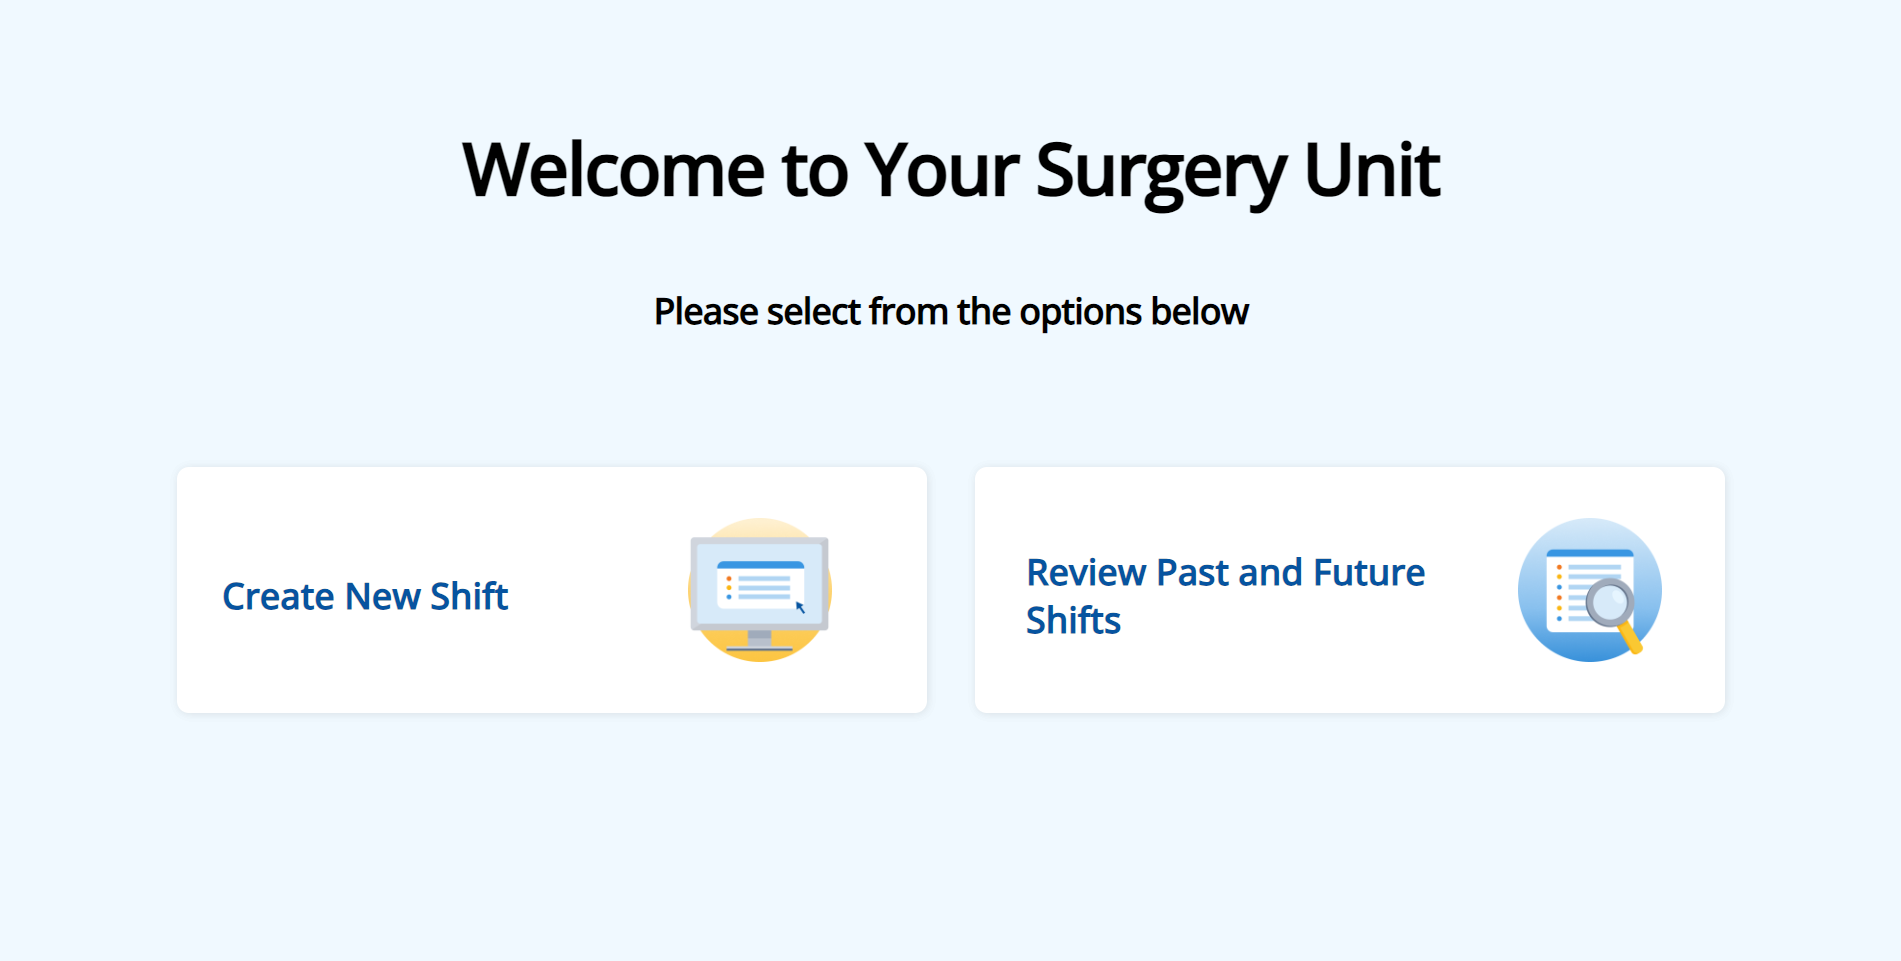 Welcome to Your Surgery Unit
Please select from the options below
Create New Shift
Review Past and Future
Shifts